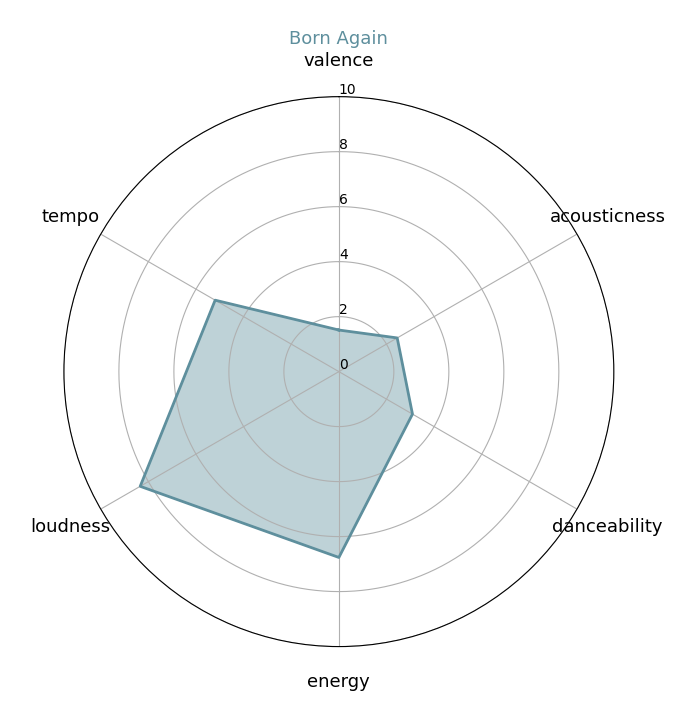 Born Again
valence
10
8
6
4
2
0
tempo
acousticness
loudness
danceability
energy